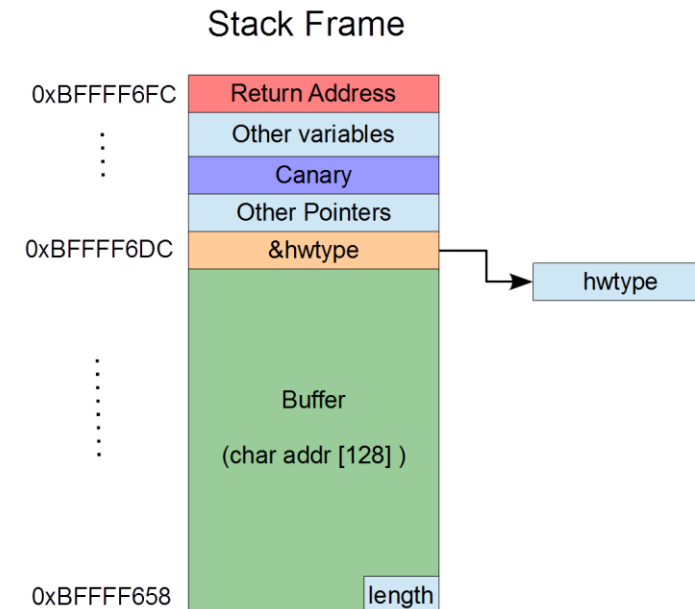 Stack Frame
0xBFFFF6FC
Return Address
Other variables
Canary
Other Pointers
0xBFFFF6DC
&hwtype
hwtype
Buffer
(char addr [128] )
0xBFFFF658
length